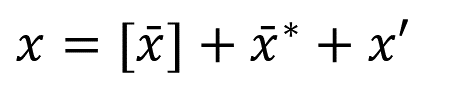 x = [x̄] + x̄* + x′